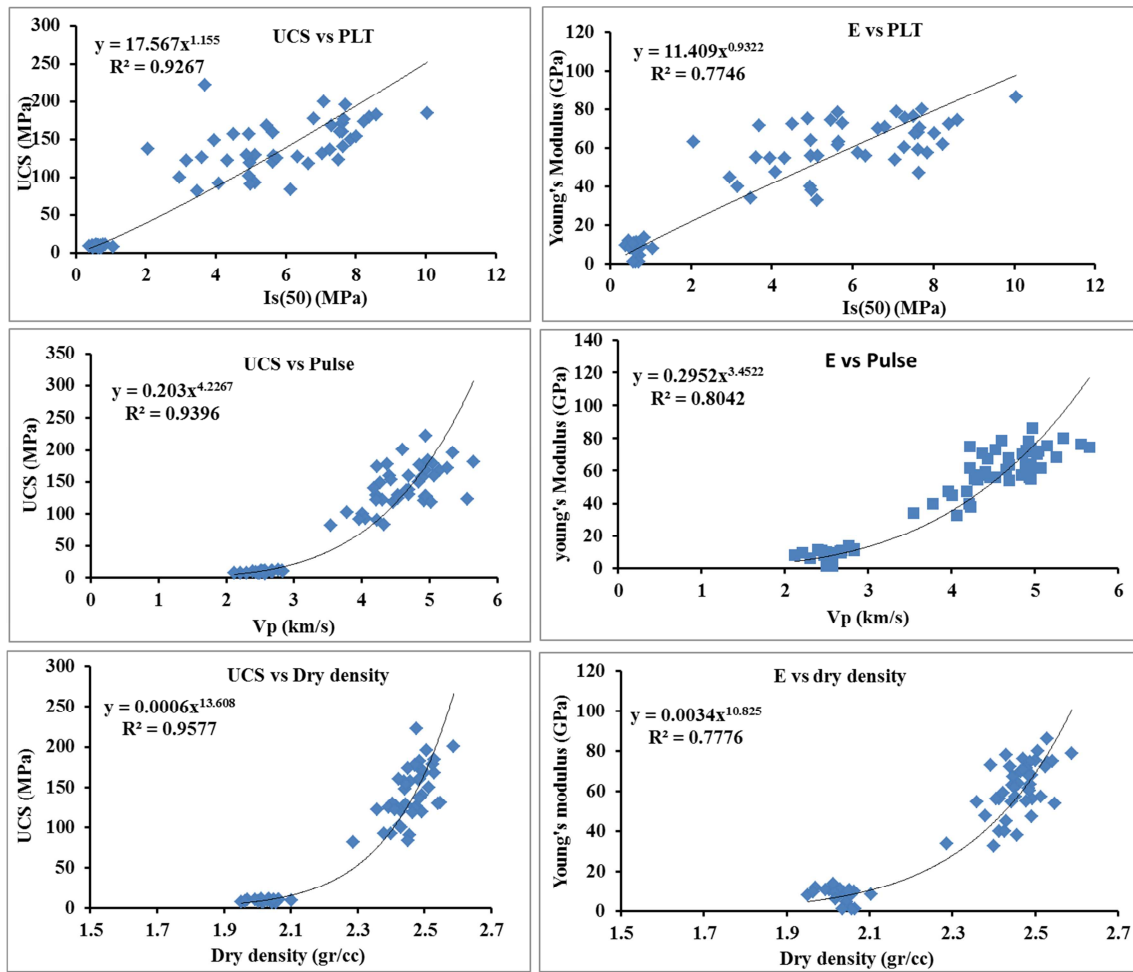 UCS vs PLT
y = 17.567x^1.155
R² = 0.9267
UCS (MPa)
300
250
200
150
100
50
0
0 2 4 6 8 10 12
Is(50) (MPa)
E vs PLT
y = 11.409x^0.9322
R² = 0.7746
Young's Modulus (GPa)
120
100
80
60
40
20
0
0 2 4 6 8 10 12
Is(50) (MPa)
UCS vs Pulse
y = 0.203x^4.2267
R² = 0.9396
UCS (MPa)
350
300
250
200
150
100
50
0
0 1 2 3 4 5 6
Vp (km/s)
E vs Pulse
y = 0.2952x^3.4522
R² = 0.8042
young's Modulus (GPa)
140
120
100
80
60
40
20
0
0 1 2 3 4 5 6
Vp (km/s)
UCS vs Dry density
y = 0.0006x^13.608
R² = 0.9577
UCS (MPa)
300
250
200
150
100
50
0
1.5 1.7 1.9 2.1 2.3 2.5 2.7
Dry density (gr/cc)
E vs dry density
y = 0.0034x^10.825
R² = 0.7776
Young's modulus (GPa)
120
100
80
60
40
20
0
1.5 1.7 1.9 2.1 2.3 2.5 2.7
Dry density (gr/cc)